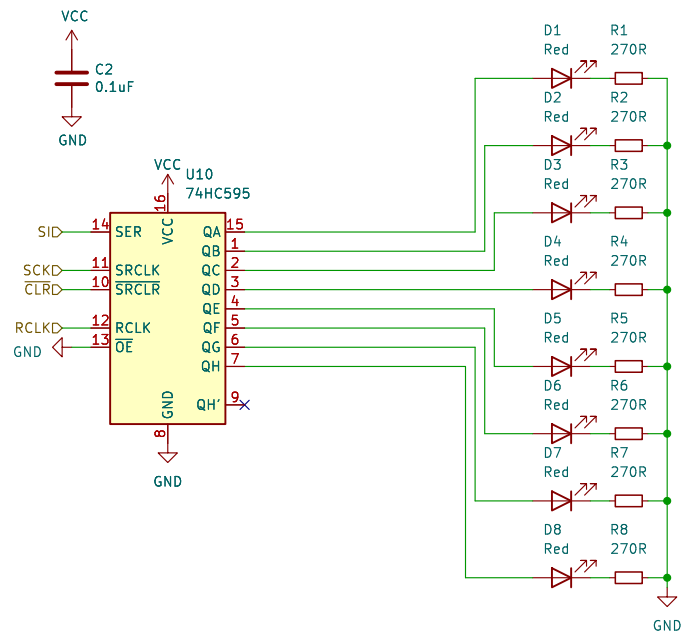 VCC
C2
0.1uF
GND
VCC
U10
74HC595
16
VCC
SI
14
SER
SCK
11
SRCLK
CLR
10
SRCLR
RCLK
12
RCLK
GND
13
OE
QA
15
QB
1
QC
2
QD
3
QE
4
QF
5
QG
6
QH
7
QH'
9
GND
8
GND
D1
Red
R1
270R
D2
Red
R2
270R
D3
Red
R3
270R
D4
Red
R4
270R
D5
Red
R5
270R
D6
Red
R6
270R
D7
Red
R7
270R
D8
Red
R8
270R
GND